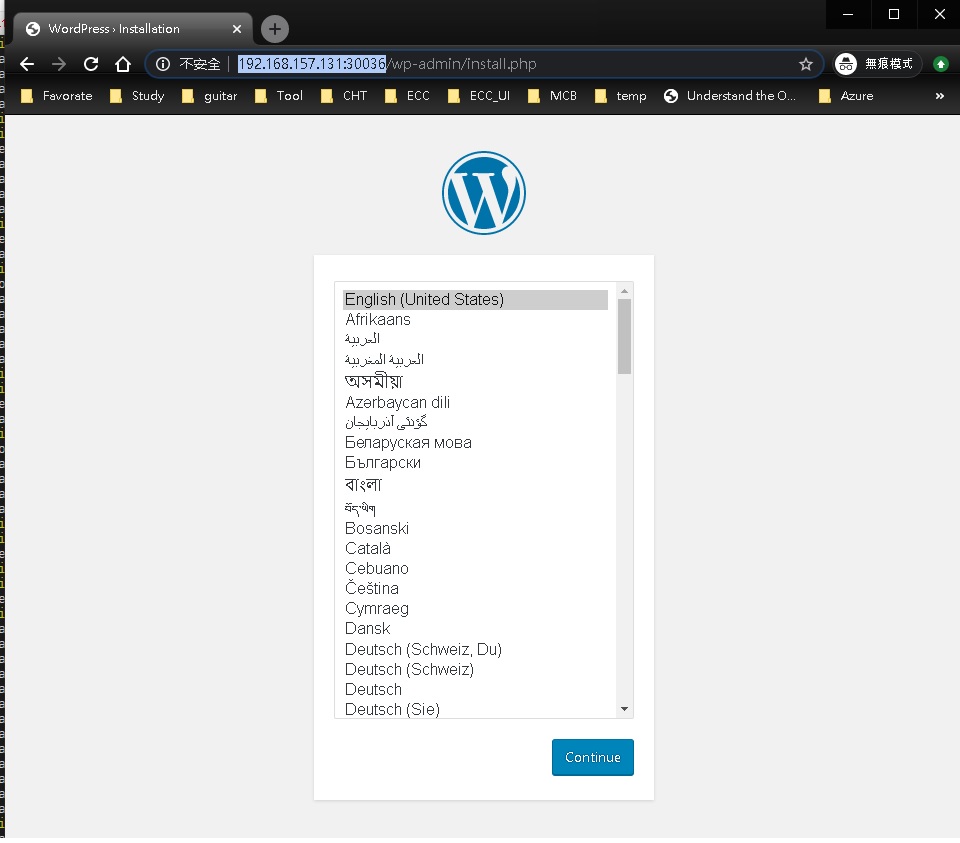 WordPress › Installation
不安全 192.168.157.131:30036/wp-admin/install.php 無痕模式
Favorate Study guitar Tool CHT ECC ECC_UI MCB temp Understand the O... Azure »
English (United States)
Afrikaans
العربية
العربية المغربية
অসমীয়া
Azərbaycan dili
گؤنئی آذربایجان
Беларуская мова
Български
বাংলা
བོད་ཡིག
Bosanski
Català
Cebuano
Čeština
Cymraeg
Dansk
Deutsch (Schweiz, Du)
Deutsch (Schweiz)
Deutsch
Deutsch (Sie)
Continue